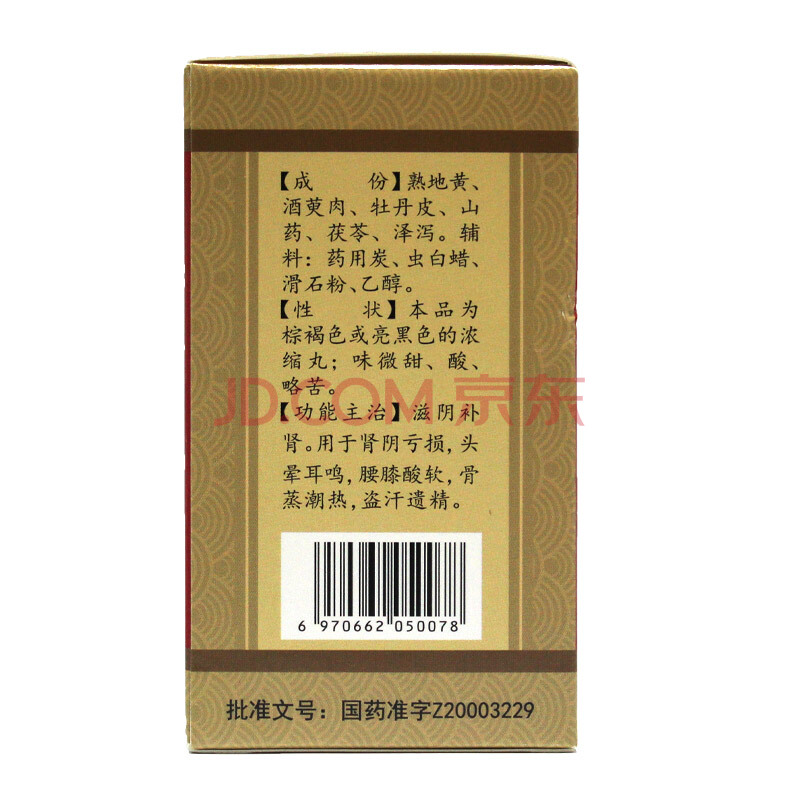 【成 份】熟地黄、
酒萸肉、牡丹皮、山
药、茯苓、泽泻。辅
料：药用炭、虫白蜡、
滑石粉、乙醇。
【性 状】本品为
棕褐色或亮黑色的浓
缩丸；味微甜、酸、
略苦。
JD.COM 京东
【功能主治】滋阴补
肾。用于肾阴亏损，头
晕耳鸣，腰膝酸软，骨
蒸潮热，盗汗遗精。
6 970662 050078
批准文号：国药准字Z20003229